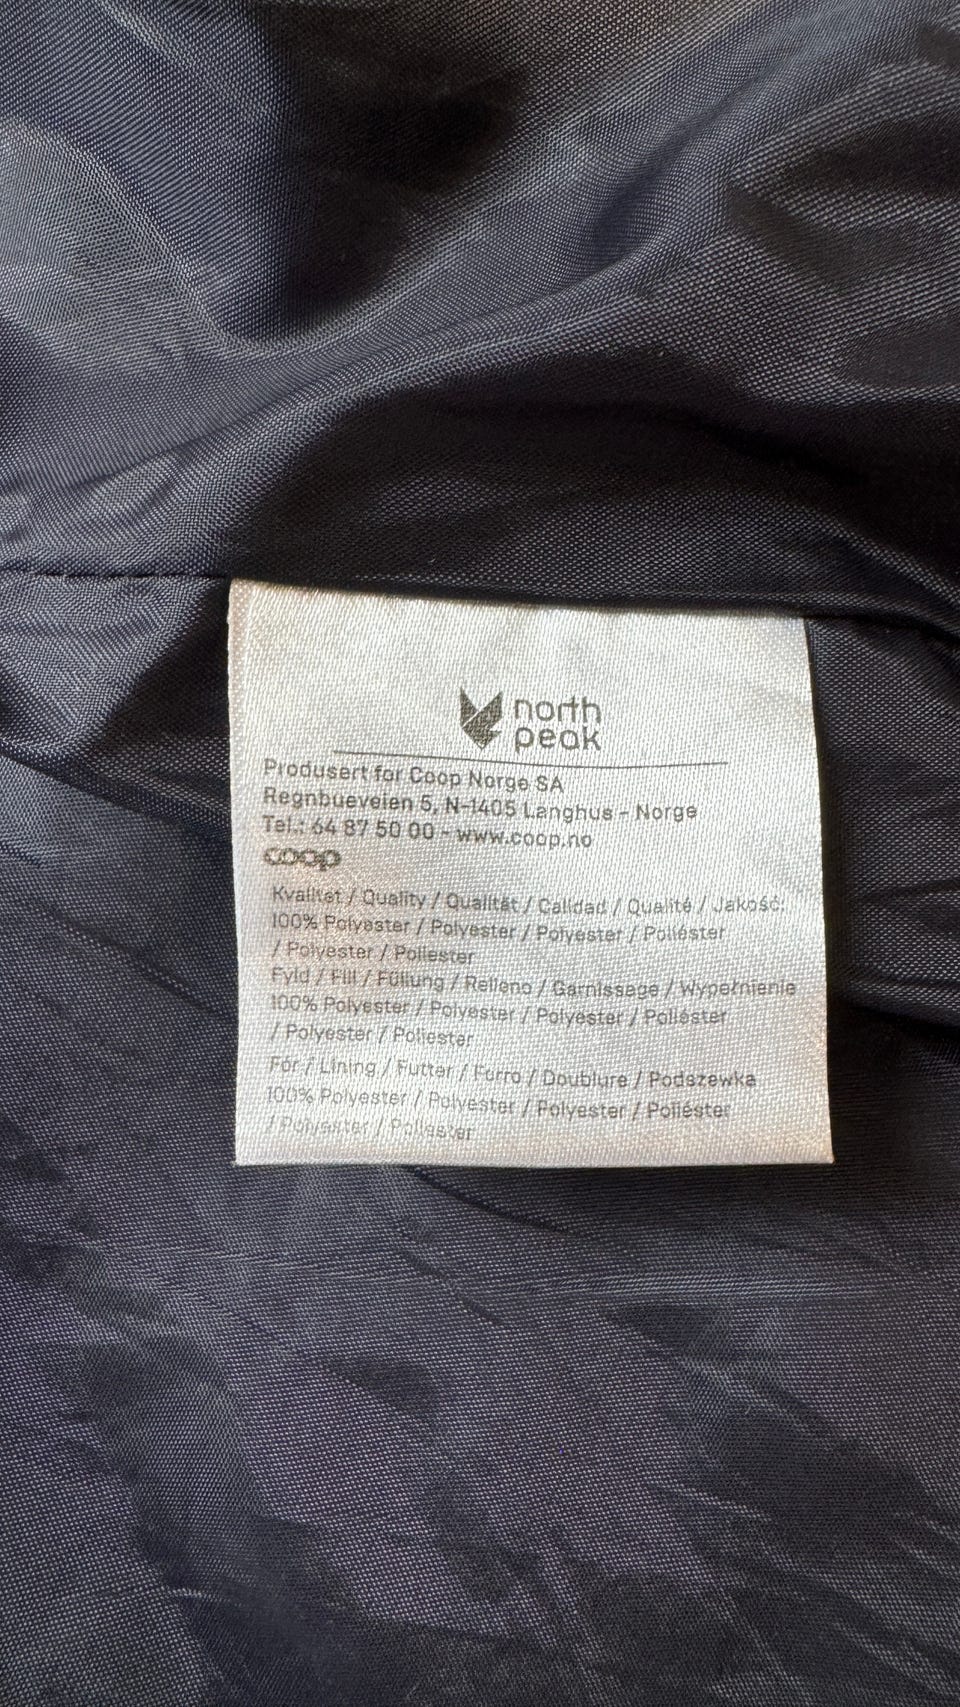 north
peak
Produsert for Coop Norge SA
Regnbueveien 5, N-1405 Langhus - Norge
Tel.: 64 87 50 00 - www.coop.no
coop
Kvalitet / Quality / Qualität / Calidad / Qualité / Jakość:
100% Polyester / Polyester / Polyester / Poliéster
/ Polyester / Poliester
Fyld / Fill / Füllung / Relleno / Garnissage / Wypełnienie
100% Polyester / Polyester / Polyester / Poliéster
/ Polyester / Poliester
Fór / Lining / Futter / Forro / Doublure / Podszewka
100% Polyester / Polyester / Polyester / Poliéster
/ Polyester / Poliester